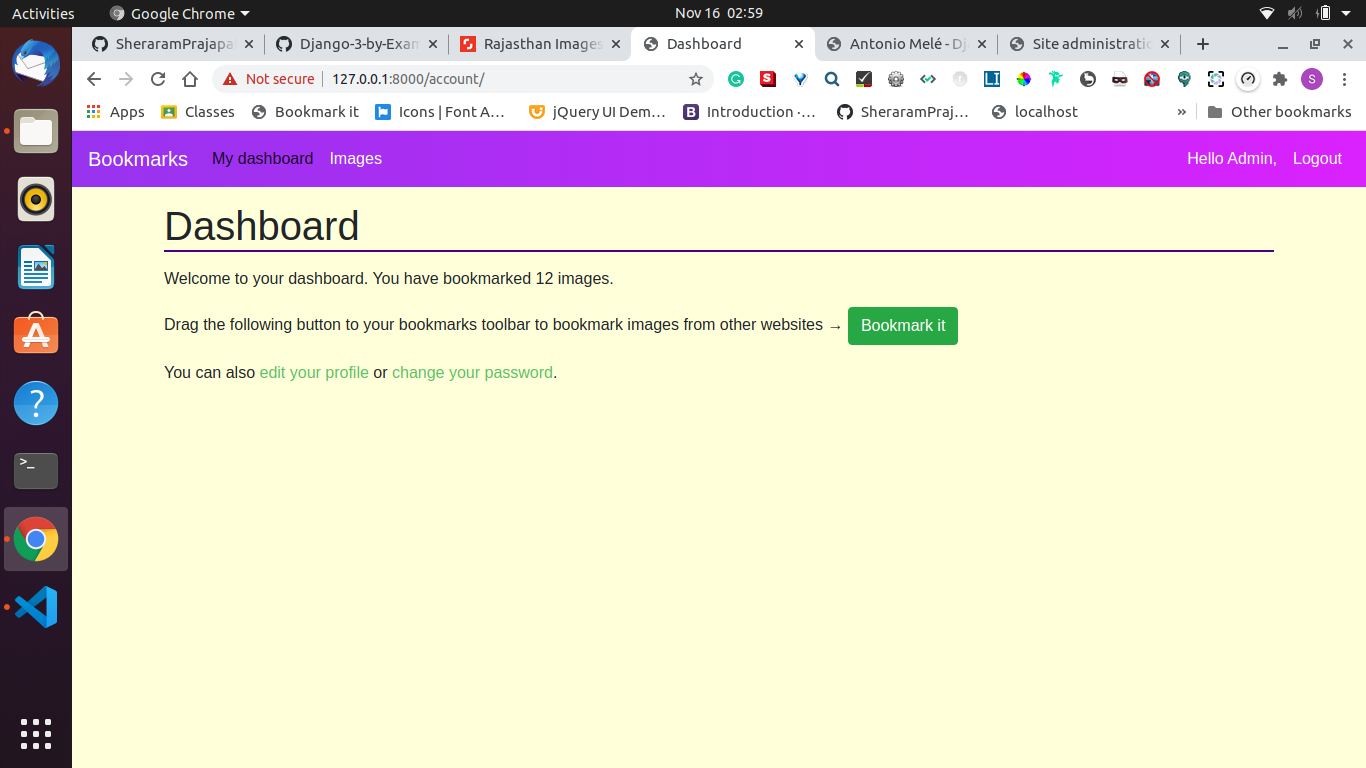 Activities Google Chrome Nov 16 02:59
SheraramPrajapa Django-3-by-Exam Rajasthan Images Dashboard Antonio Melé - Dj Site administratio
Not secure 127.0.0.1:8000/account/ S
Apps Classes Bookmark it Icons | Font A… jQuery UI Dem… Introduction ·… SheraramPraj… localhost » Other bookmarks
Bookmarks My dashboard Images Hello Admin, Logout
Dashboard
Welcome to your dashboard. You have bookmarked 12 images.
Drag the following button to your bookmarks toolbar to bookmark images from other websites → Bookmark it
You can also edit your profile or change your password.